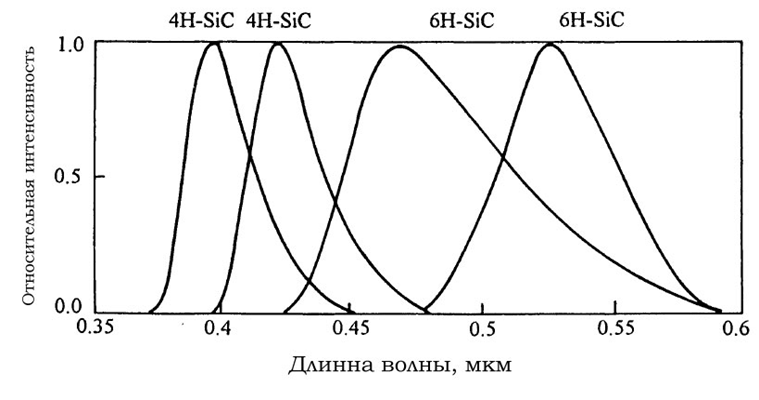 4H-SiC 4H-SiC 6H-SiC 6H-SiC
Относительная интенсивность
1.0
0.5
0.0
0.35 0.4 0.45 0.5 0.55 0.6
Длинна волны, мкм